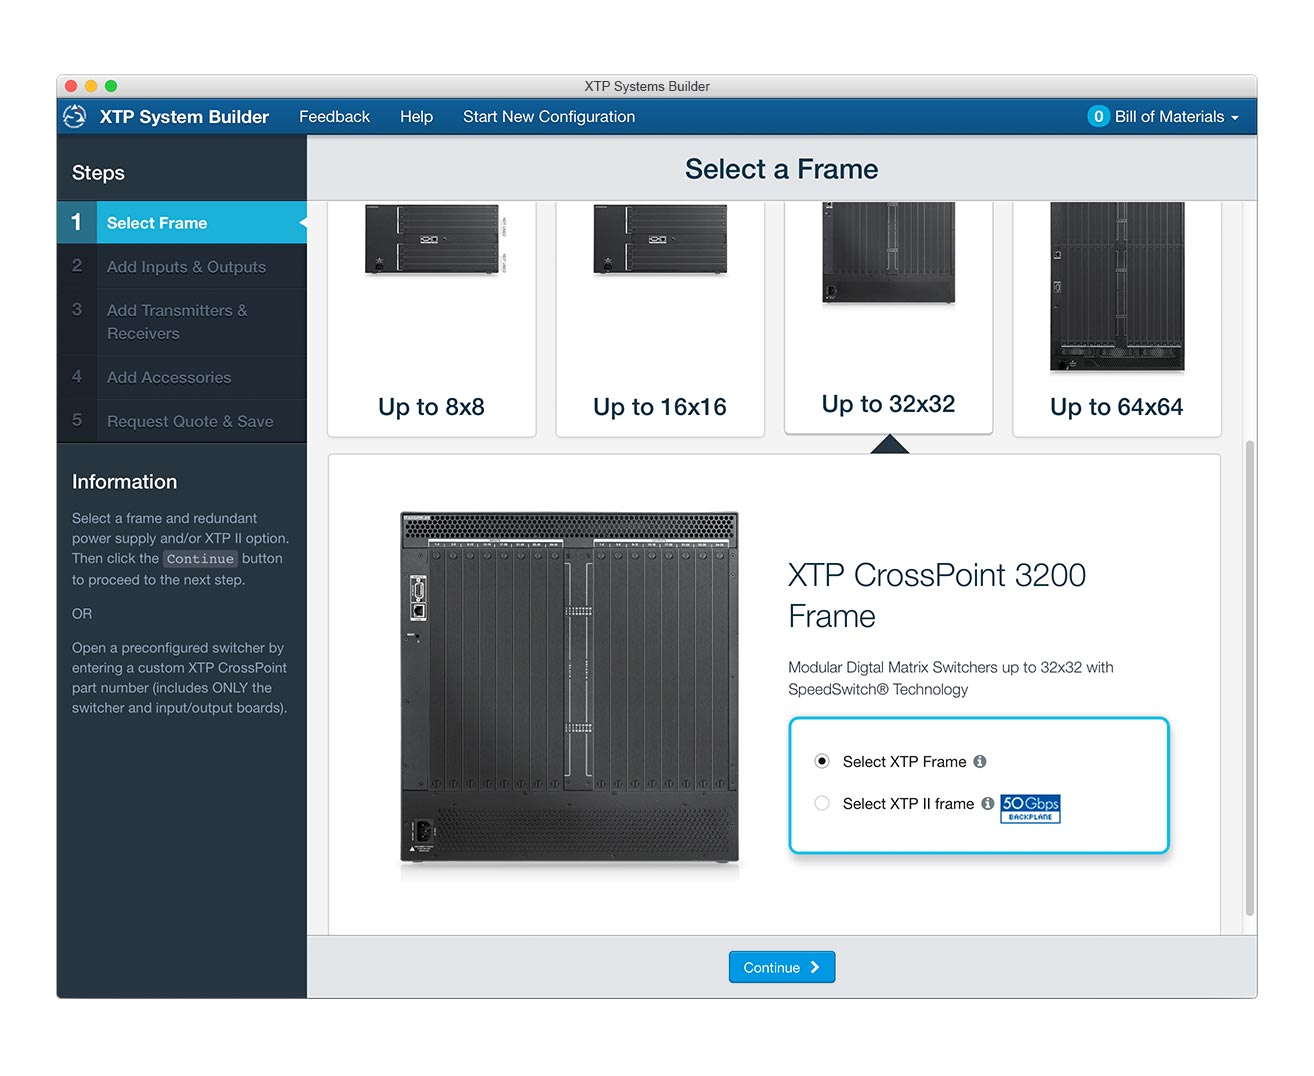 XTP Systems Builder
XTP System Builder
Feedback
Help
Start New Configuration
0 Bill of Materials
Steps
1 Select Frame
2 Add Inputs & Outputs
3 Add Transmitters &
Receivers
4 Add Accessories
5 Request Quote & Save
Information
Select a frame and redundant
power supply and/or XTP II option.
Then click the Continue button
to proceed to the next step.
OR
Open a preconfigured switcher by
entering a custom XTP CrossPoint
part number (includes ONLY the
switcher and input/output boards).
Select a Frame
Up to 8x8
Up to 16x16
Up to 32x32
Up to 64x64
XTP CrossPoint 3200
Frame
Modular Digtal Matrix Switchers up to 32x32 with
SpeedSwitch® Technology
Select XTP Frame
Select XTP II frame
50Gbps
BACKPLANE
Continue